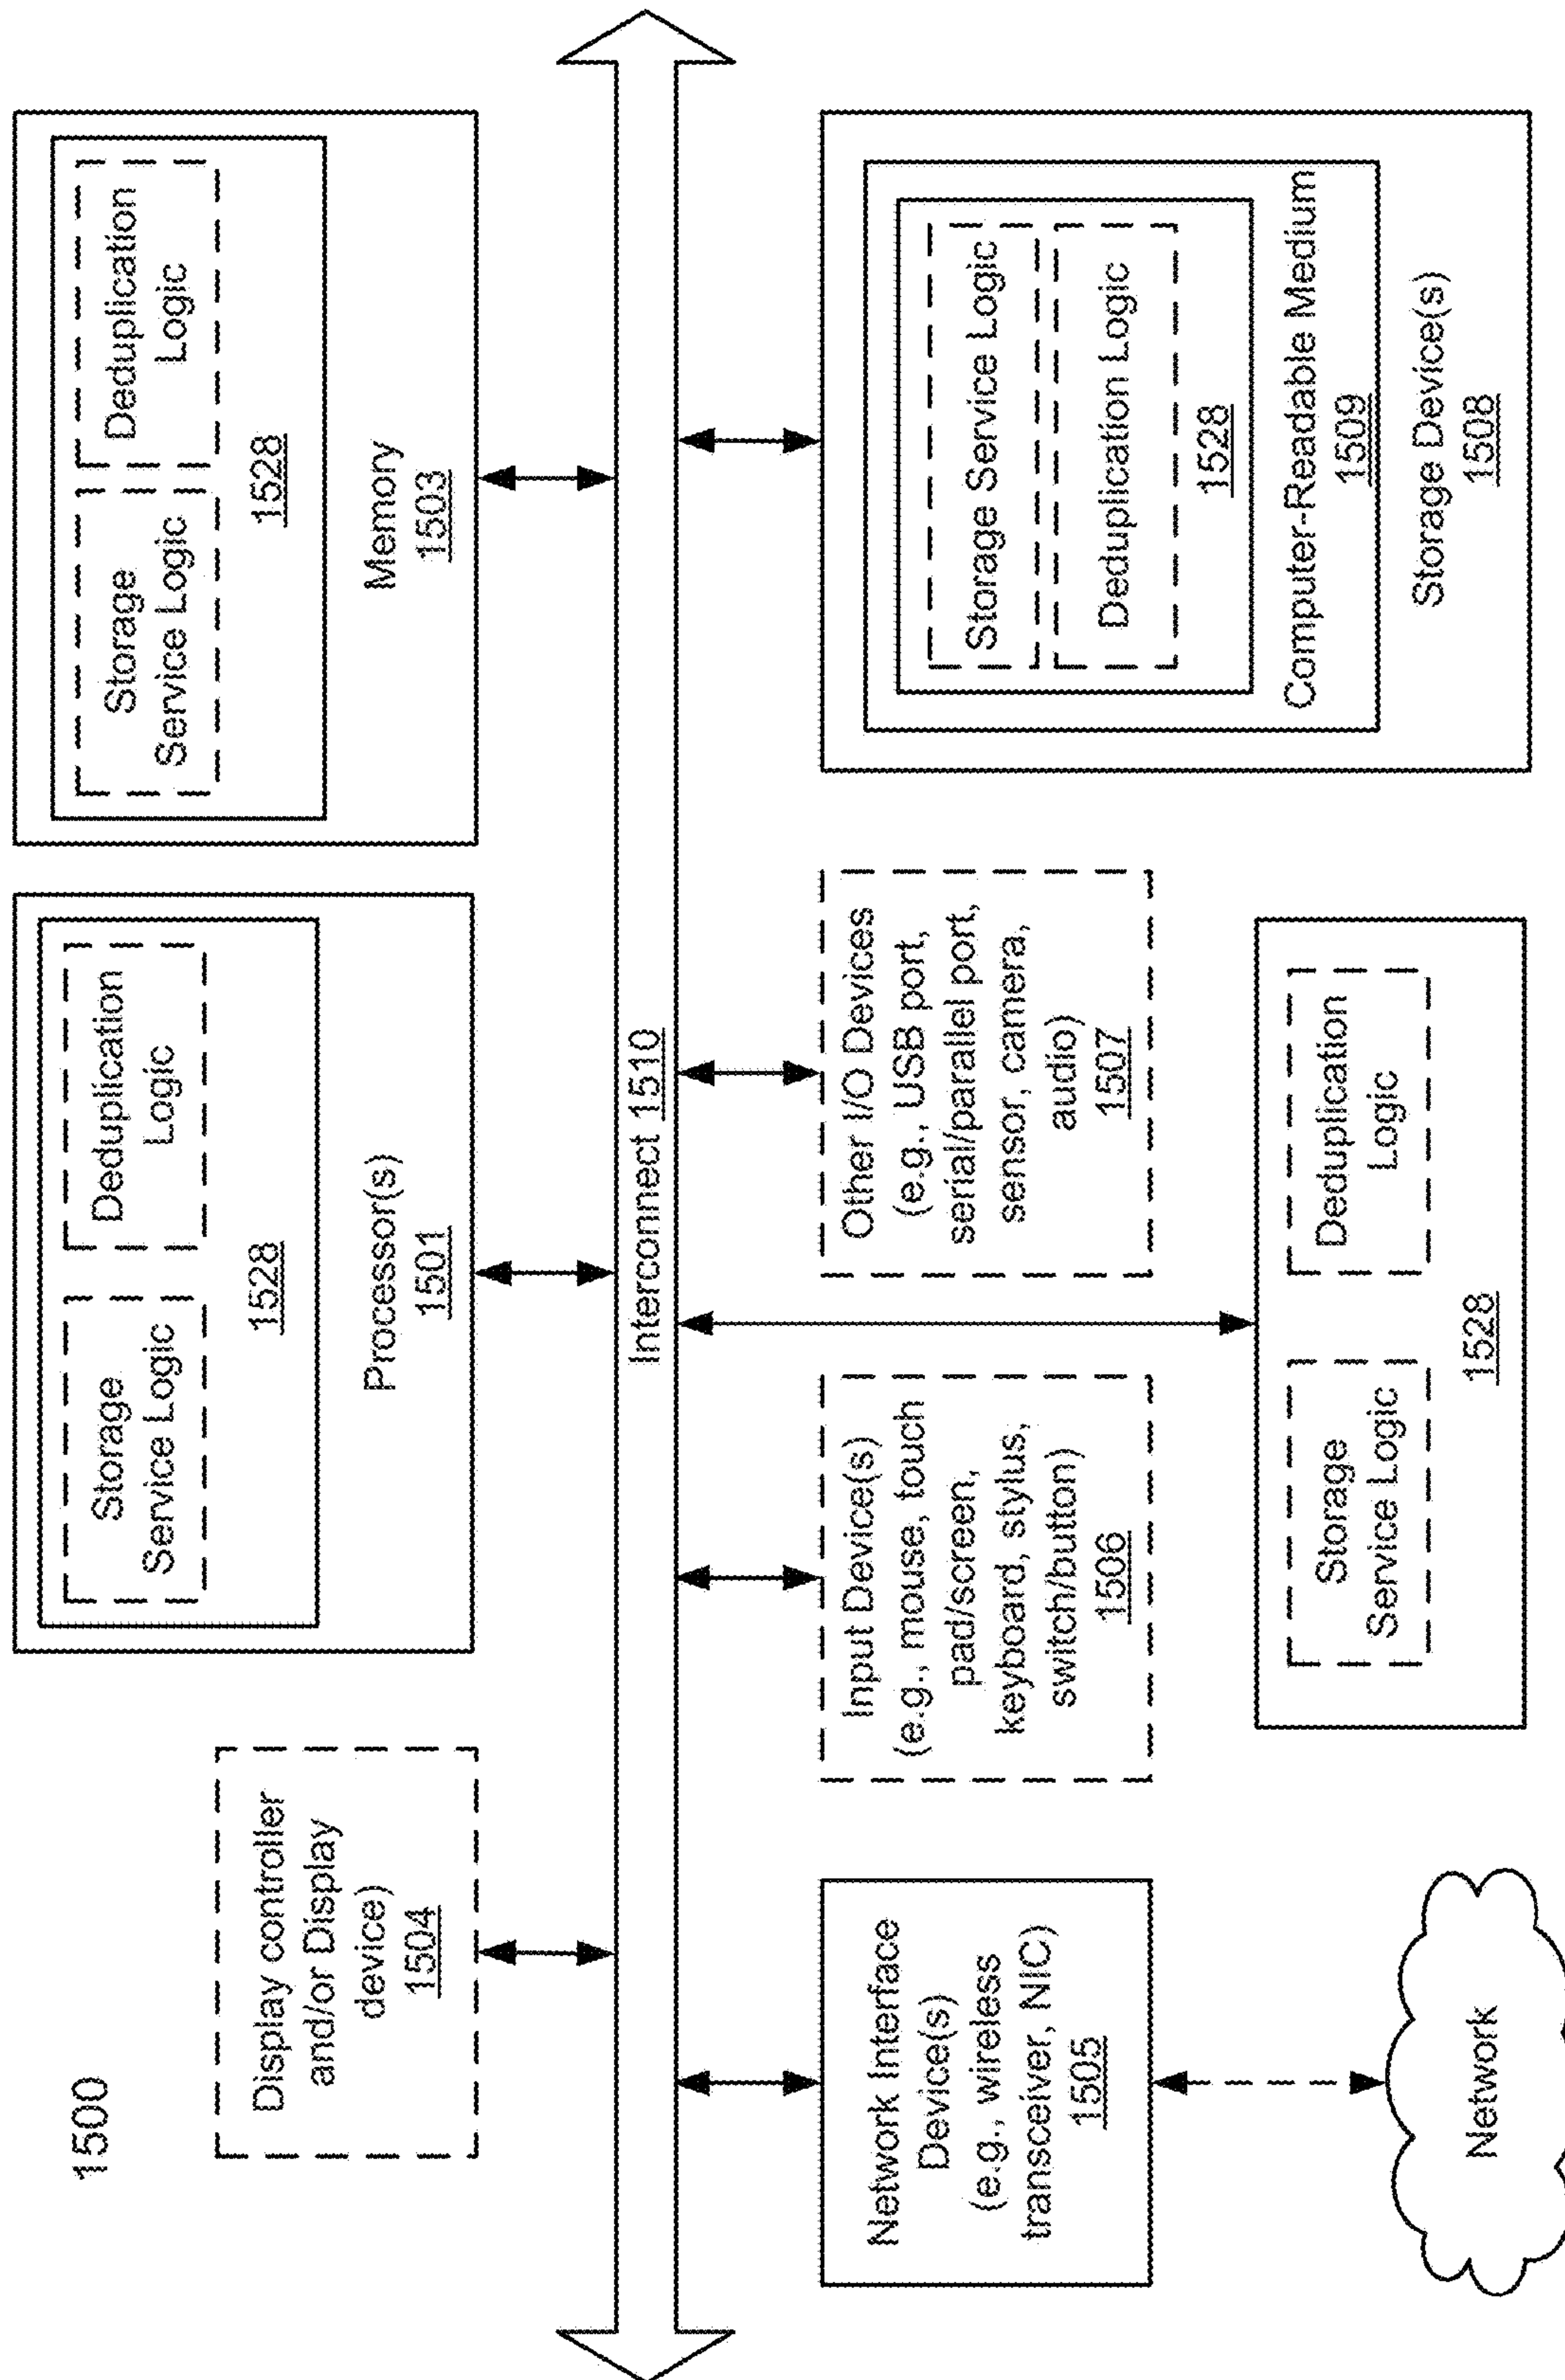 1500
Display controller
and/or Display
device)
1504
Storage
Service Logic
Deduplication
Logic
1528
Processor(s)
1501
Storage
Service Logic
Deduplication
Logic
1528
Memory
1503
Interconnect 1510
Network Interface
Device(s)
(e.g., wireless
transceiver, NIC)
1505
Input Device(s)
(e.g., mouse, touch
pad/screen,
keyboard, stylus,
switch/button)
1506
Other I/O Devices
(e.g., USB port,
serial/parallel port,
sensor, camera,
audio)
1507
Storage Service Logic
Deduplication Logic
1528
Computer-Readable Medium
1509
Storage Device(s)
1508
Storage
Service Logic
Deduplication
Logic
1528
Network